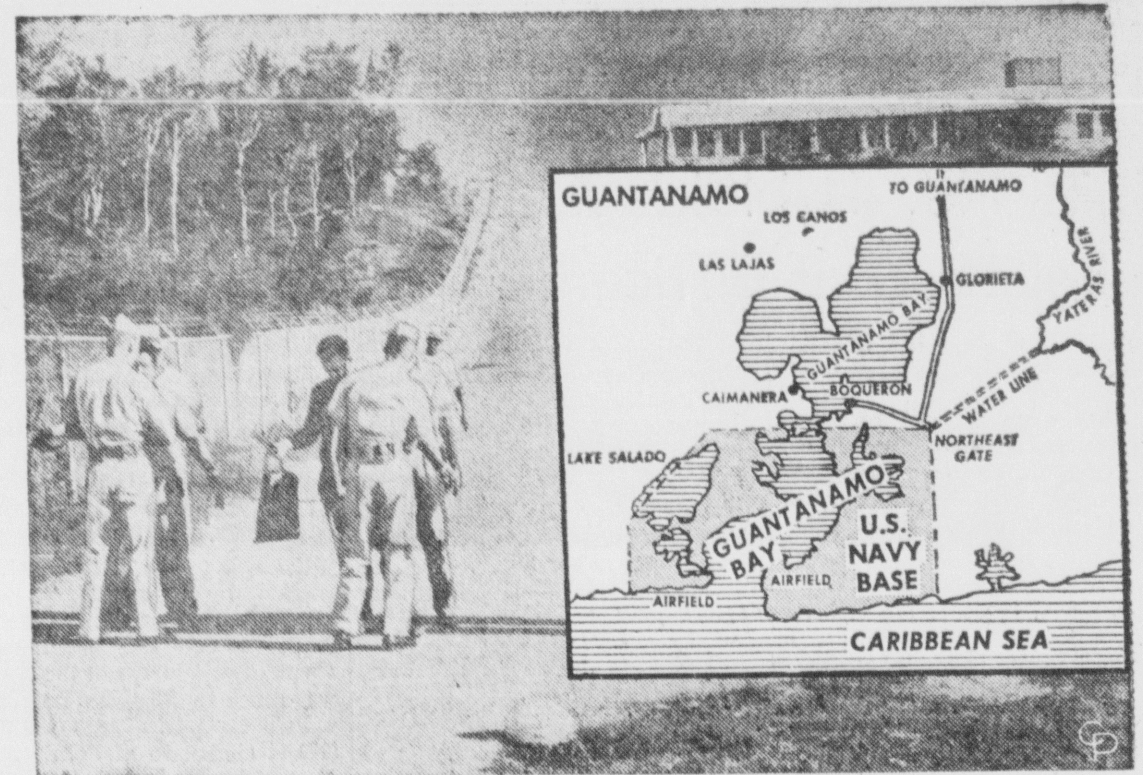 GUANTANAMO
TO GUANTANAMO
LOS CANOS
LAS LAJAS
GLORIETA
YATERAS RIVER
GUANTANAMO BAY
CAIMANERA
BOQUERON
WATER LINE
NORTHEAST
GATE
LAKE SALADO
GUANTANAMO
BAY
U.S.
NAVY
BASE
AIRFIELD
AIRFIELD
CARIBBEAN SEA
CP